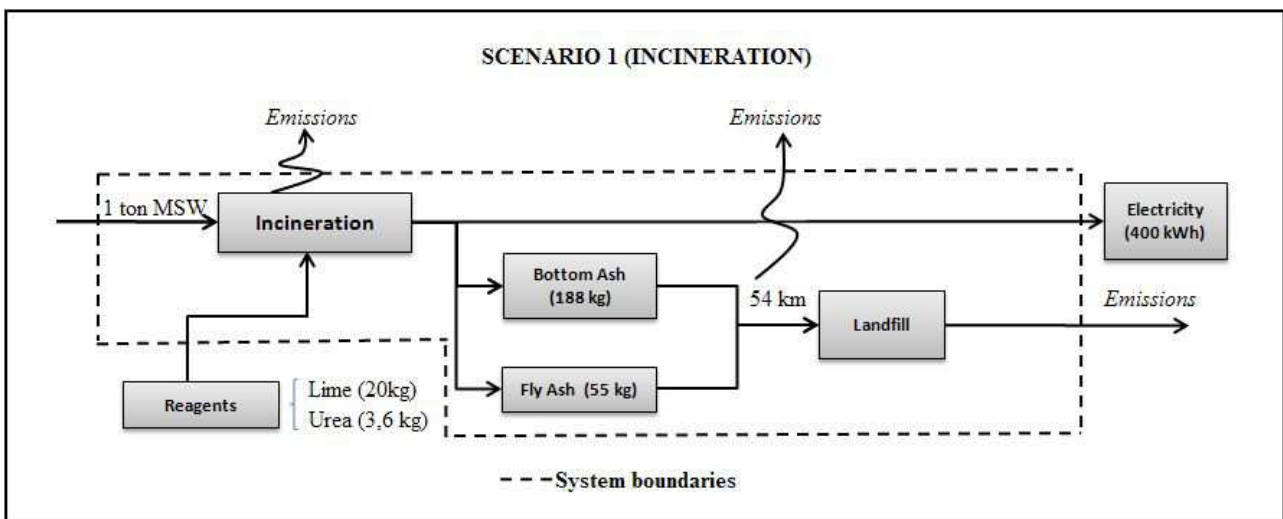 SCENARIO 1 (INCINERATION)
Emissions
Emissions
1 ton MSW
Incineration
Electricity
(400 kWh)
Bottom Ash
(188 kg)
54 km
Landfill
Emissions
Fly Ash (55 kg)
Reagents
Lime (20kg)
Urea (3,6 kg)
System boundaries